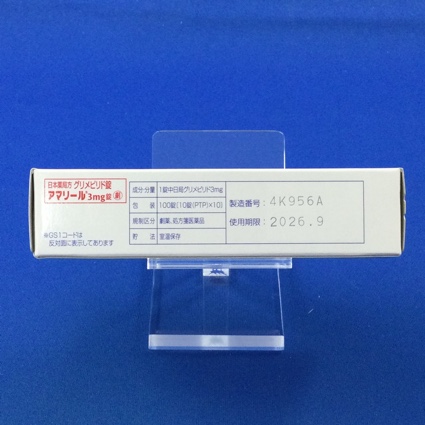 日本薬局方 グリメピリド錠
アマリール®3mg錠 劇
※GS1コードは
反対面に表示してあります
成分・分量 1錠中日局グリメピリド3mg
包 装 100錠[10錠(PTP)×10]
規制区分 劇薬、処方箋医薬品
貯 法 室温保存
製造番号: 4K956A
使用期限: 2026.9